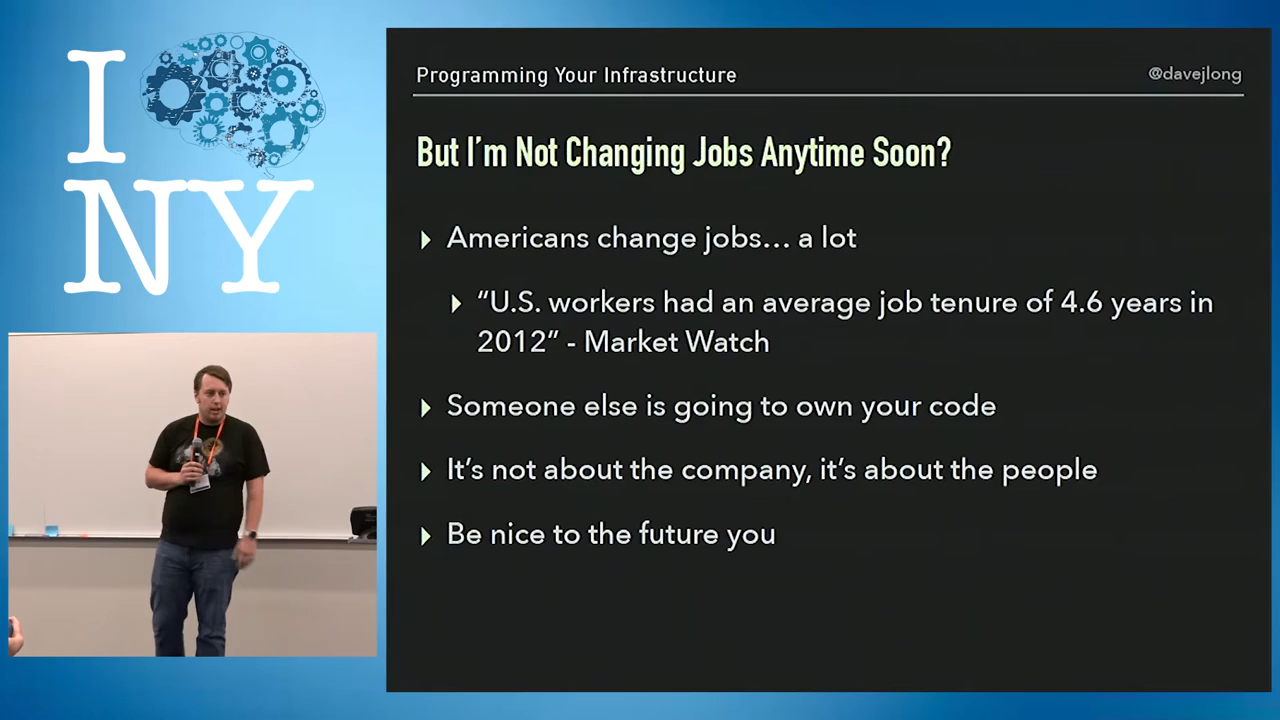 I
NY
Programming Your Infrastructure
@davejlong
But I'm Not Changing Jobs Anytime Soon?
Americans change jobs… a lot
“U.S. workers had an average job tenure of 4.6 years in
2012” - Market Watch
Someone else is going to own your code
It's not about the company, it's about the people
Be nice to the future you